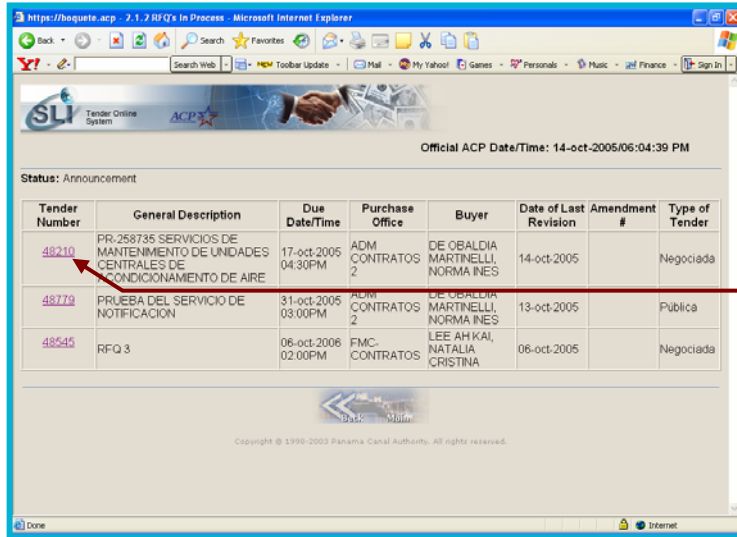 https://boquete.acp - 2.1.2 RFQ's In Process - Microsoft Internet Explorer
Back Search Favorites
Search Web Toolbar Update Mail My Yahoo! Games Personals Music Finance Sign In
SLI Tender Online System ACP
Official ACP Date/Time: 14-oct-2005/06:04:39 PM
Status: Announcement
Tender Number General Description Due Date/Time Purchase Office Buyer Date of Last Revision Amendment # Type of Tender
48210 PR-258735 SERVICIOS DE MANTENIMIENTO DE UNIDADES CENTRALES DE ACONDICIONAMIENTO DE AIRE 17-oct-2005 04:30PM ADM CONTRATOS 2 DE OBALDIA MARTINELLI, NORMA INES 14-oct-2005 Negociada
48779 PRUEBA DEL SERVICIO DE NOTIFICACION 31-oct-2005 03:00PM ADM CONTRATOS 2 DE OBALDIA MARTINELLI, NORMA INES 13-oct-2005 Pública
48545 RFQ 3 06-oct-2006 02:00PM FMC-CONTRATOS LEE AH KAI, NATALIA CRISTINA 06-oct-2005 Negociada
Back Main
Copyright @ 1990-2003 Panama Canal Authority. All rights reserved.
Done Internet